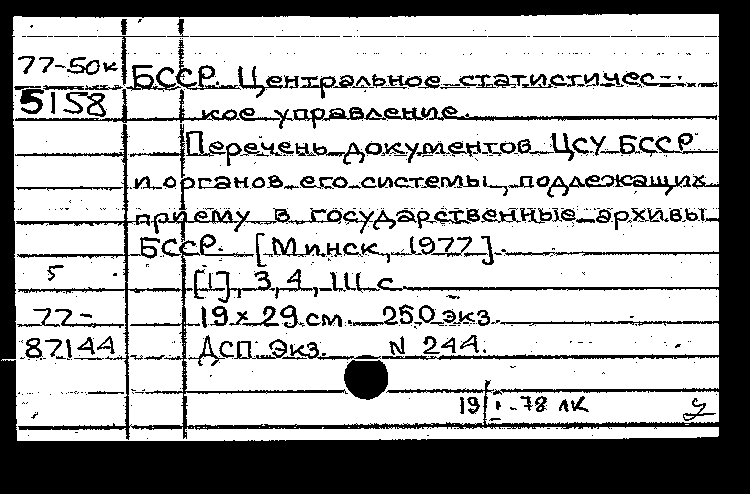 77-50к БССР. Центральное статистичес-
5158 кое управление.
Перечень документов ЦСУ БССР
и органов его системы, подлежащих
приему в государственные архивы
БССР. [Минск, 1977].
5 [1], 3, 4, III с.
77- 19 × 29 см. 250 экз.
87144 ДСП Экз. N 244.
19/I-78 ЛК